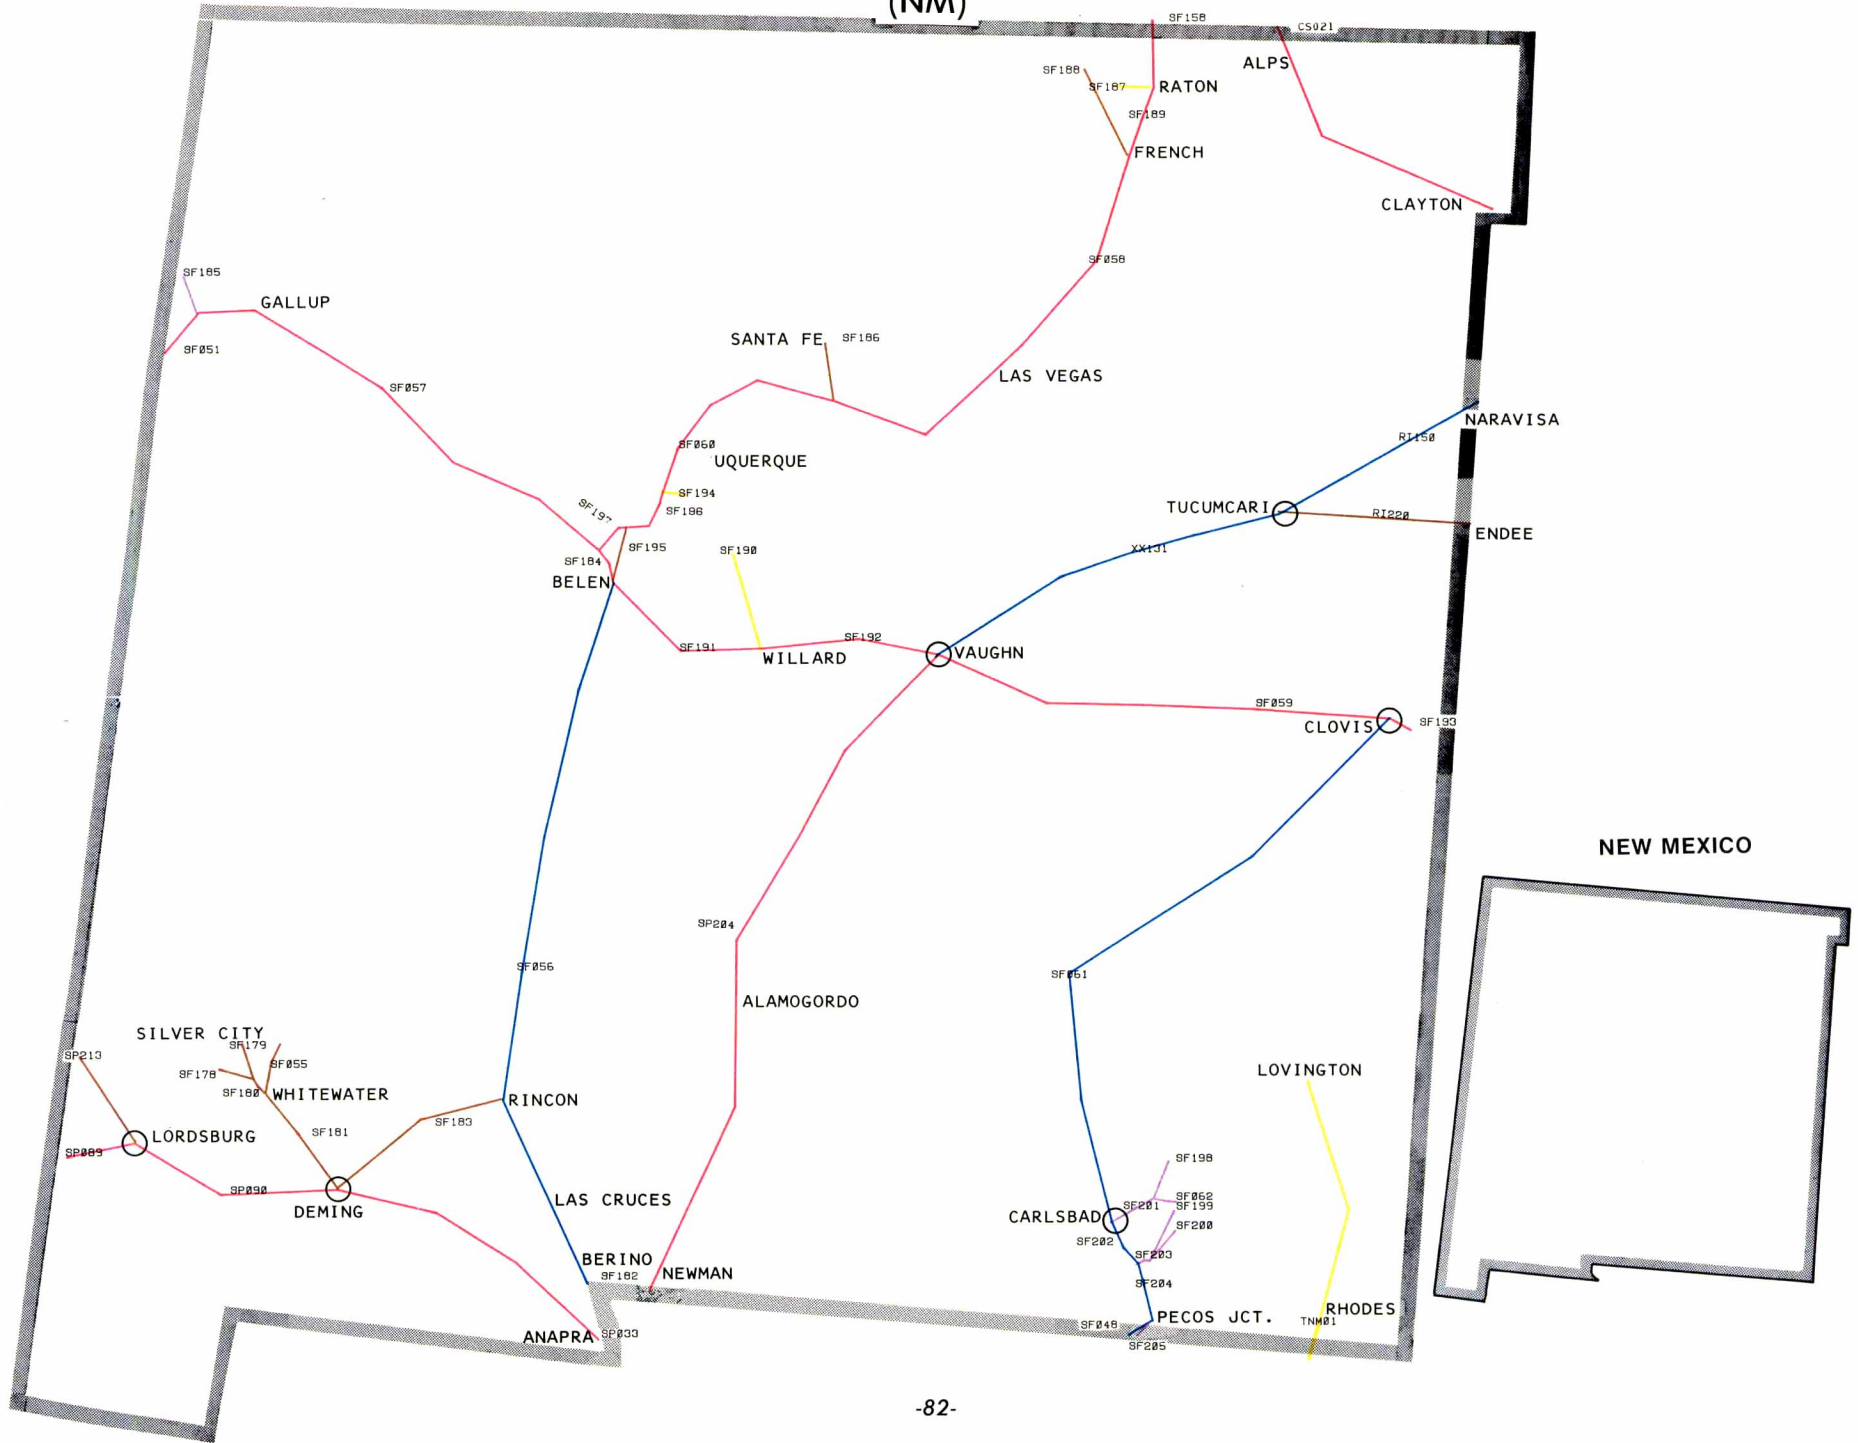 (NM)
SF158
CS021
ALPS
SF188
SF187
RATON
SF189
FRENCH
CLAYTON
SF058
SF185
GALLUP
SF051
SANTA FE
SF186
LAS VEGAS
SF057
NARAVISA
RI150
SF060
UQUERQUE
SF194
SF197
SF196
TUCUMCARI
RI220
ENDEE
SF195
SF190
XX131
SF184
BELEN
SF191
SF192
WILLARD
VAUGHN
SF059
SF193
CLOVIS
NEW MEXICO
SP204
SF056
SF061
ALAMOGORDO
SILVER CITY
SF179
SP213
SF055
SF178
SF180
WHITEWATER
LOVINGTON
RINCON
SF183
SF181
LORDSBURG
SP089
SF198
SP090
SF062
LAS CRUCES
SF201
SF199
DEMING
CARLSBAD
SF200
SF202
SF203
BERINO
SF182
NEWMAN
SF204
RHODES
PECOS JCT.
TNM01
SF048
ANAPRA
SP033
SF205
-82-